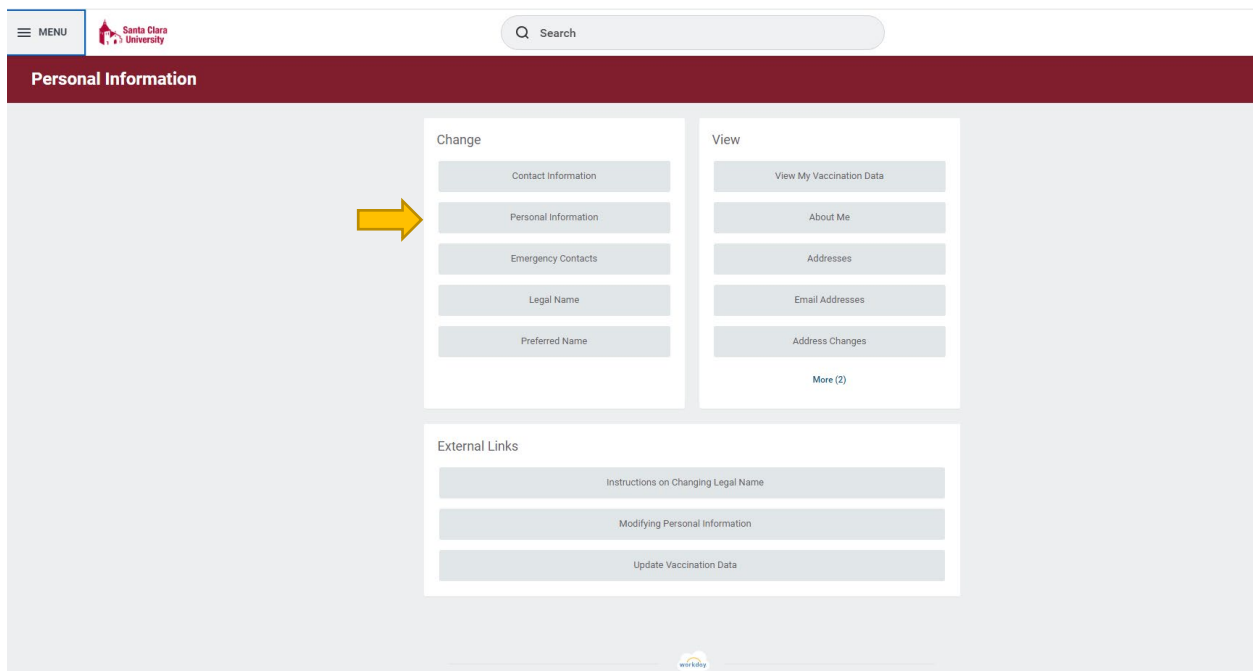 MENU
Santa Clara
University
Search
Personal Information
Change
Contact Information
Personal Information
Emergency Contacts
Legal Name
Preferred Name
View
View My Vaccination Data
About Me
Addresses
Email Addresses
Address Changes
More (2)
External Links
Instructions on Changing Legal Name
Modifying Personal Information
Update Vaccination Data
workday